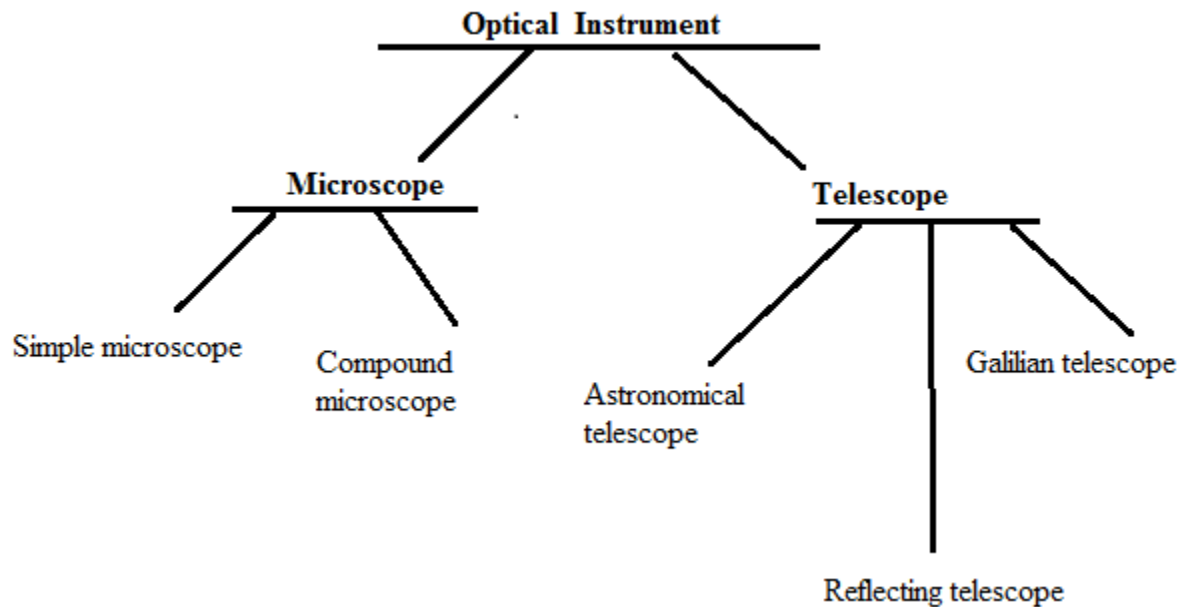 Optical Instrument
Microscope
Telescope
Simple microscope
Compound
microscope
Astronomical
telescope
Galilian telescope
Reflecting telescope